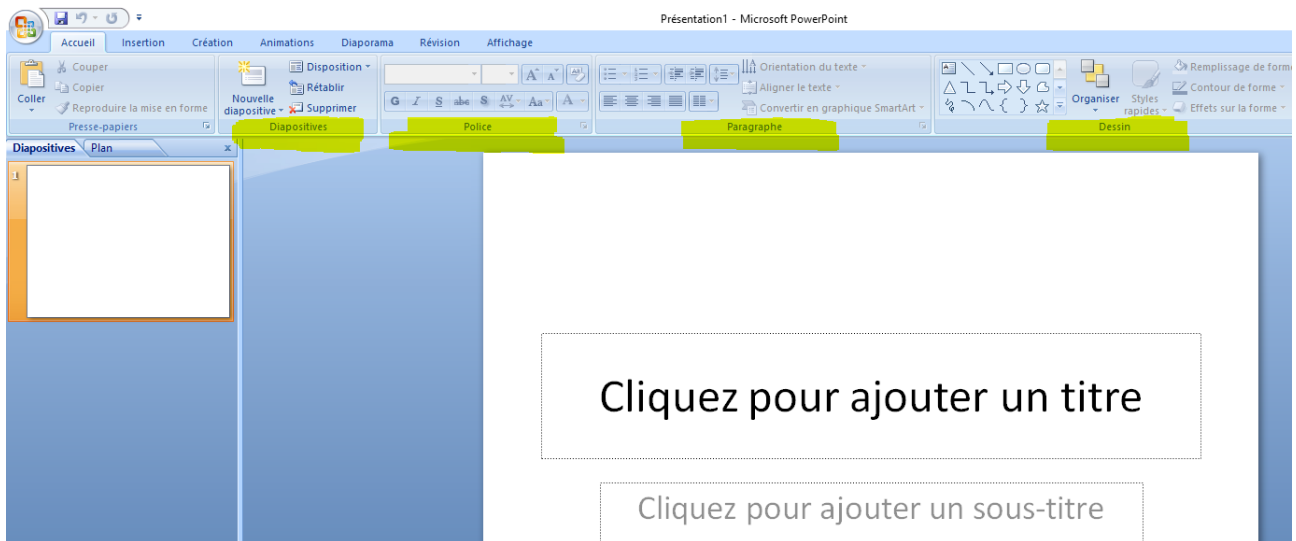 Présentation1 - Microsoft PowerPoint
Accueil Insertion Création Animations Diaporama Révision Affichage
Coller
Couper
Copier
Reproduire la mise en forme
Presse-papiers
Nouvelle
diapositive
Disposition
Rétablir
Supprimer
Diapositives
G I S abc S AV Aa A
Police
Orientation du texte
Aligner le texte
Convertir en graphique SmartArt
Paragraphe
Organiser
Styles
rapides
Remplissage de form
Contour de forme
Effets sur la forme
Dessin
Diapositives Plan x
1
Cliquez pour ajouter un titre
Cliquez pour ajouter un sous-titre